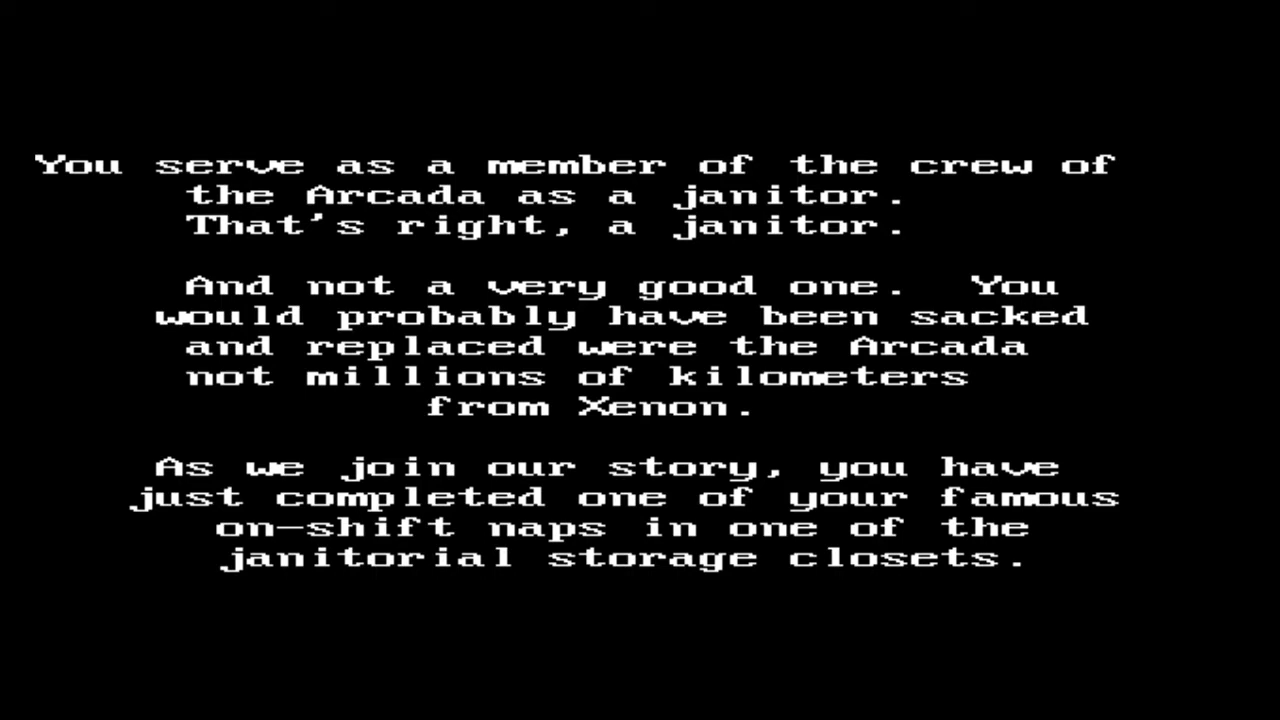 You serve as a member of the crew of
the Arcada as a janitor.
That's right, a janitor.
And not a very good one.  You
would probably have been sacked
and replaced were the Arcada
not millions of kilometers
from Xenon.
As we join our story, you have
just completed one of your famous
on-shift naps in one of the
janitorial storage closets.